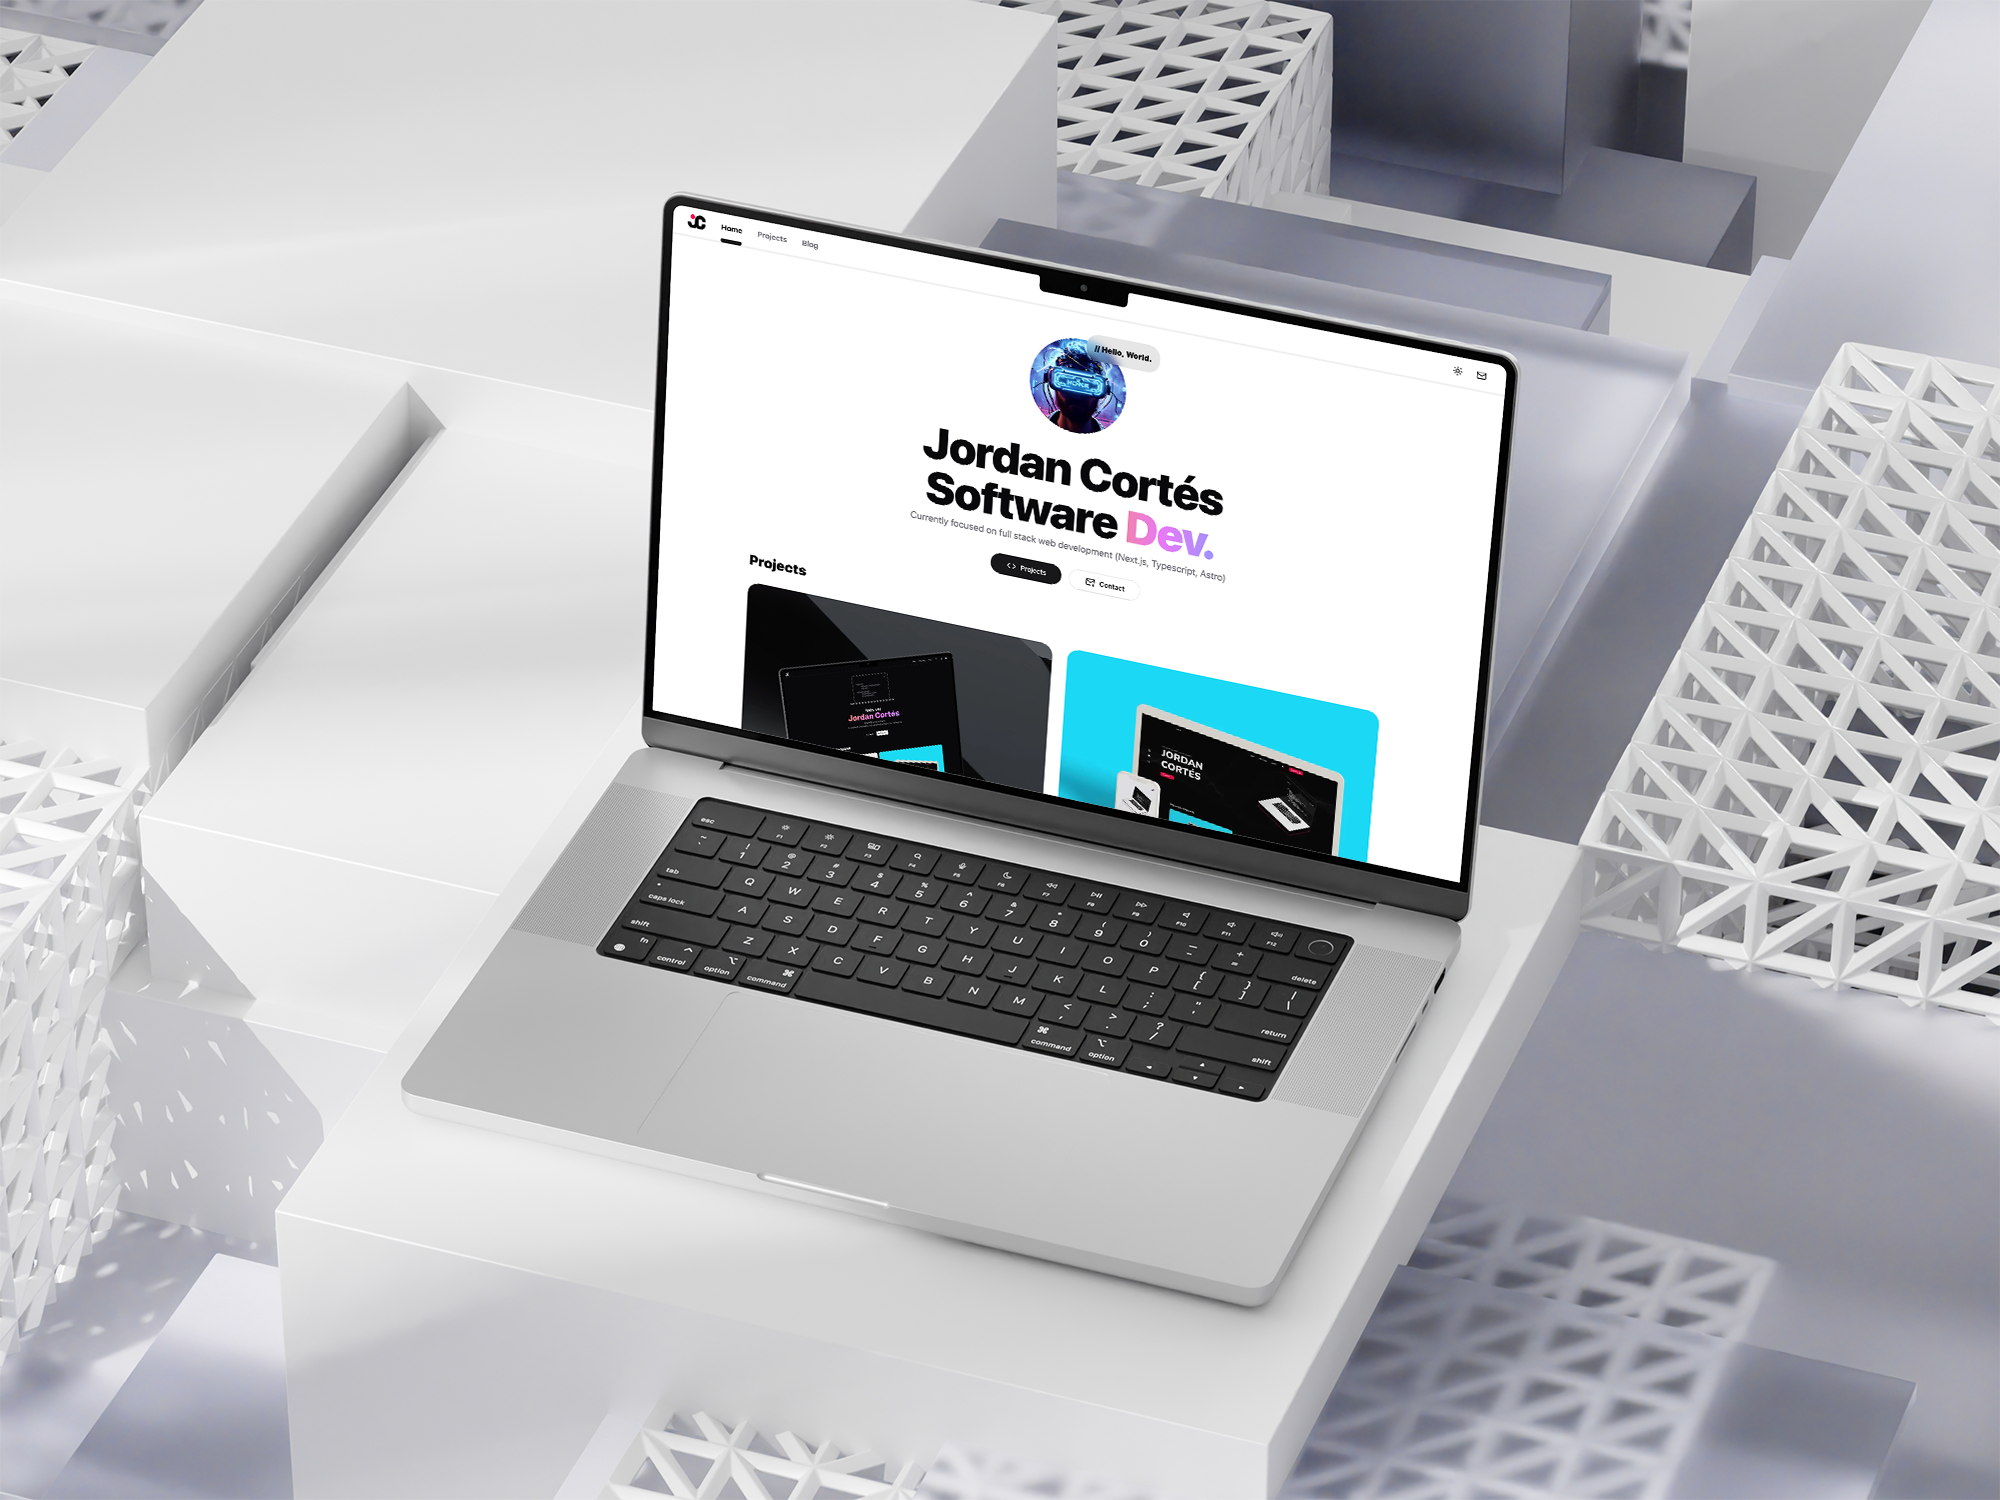 JC
Home Projects Blog
// Hello, World.
Jordan Cortés
Software Dev.
Currently focused on full stack web development (Next.js, Typescript, Astro)
Projects
Contact
Projects
Jordan Cortés
JORDAN
CORTÉS
esc F1 F2 F3 F4 F5 F6 F7 F8 F9 F10 F11 F12
~ ` ! 1 @ 2 # 3 $ 4 % 5 ^ 6 & 7 * 8 ( 9 ) 0 _ - + = delete
tab Q W E R T Y U I O P { [ } ] | \
caps lock A S D F G H J K L : ; " ' return
shift Z X C V B N M < , > . ? / shift
fn control option command command option